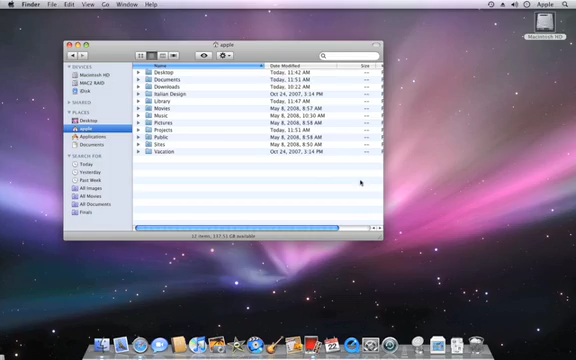 Finder File Edit View Go Window Help Apple
Macintosh HD
apple
Name Date Modified Size
DEVICES
Macintosh HD
MAC2 RAID
iDisk
SHARED
PLACES
Desktop
apple
Applications
Documents
SEARCH FOR
Today
Yesterday
Past Week
All Images
All Movies
All Documents
Finals
Desktop Today, 11:42 AM --
Documents Today, 11:51 AM --
Downloads Today, 10:22 AM --
Italian Design Oct 24, 2007, 3:14 PM --
Library Today, 11:47 AM --
Movies May 8, 2008, 8:57 AM --
Music May 8, 2008, 10:30 AM --
Pictures May 8, 2008, 8:57 AM --
Projects Today, 11:51 AM --
Public May 8, 2008, 8:58 AM --
Sites May 8, 2008, 8:50 AM --
Vacation Oct 24, 2007, 3:14 PM --
12 items, 117.51 GB available
22